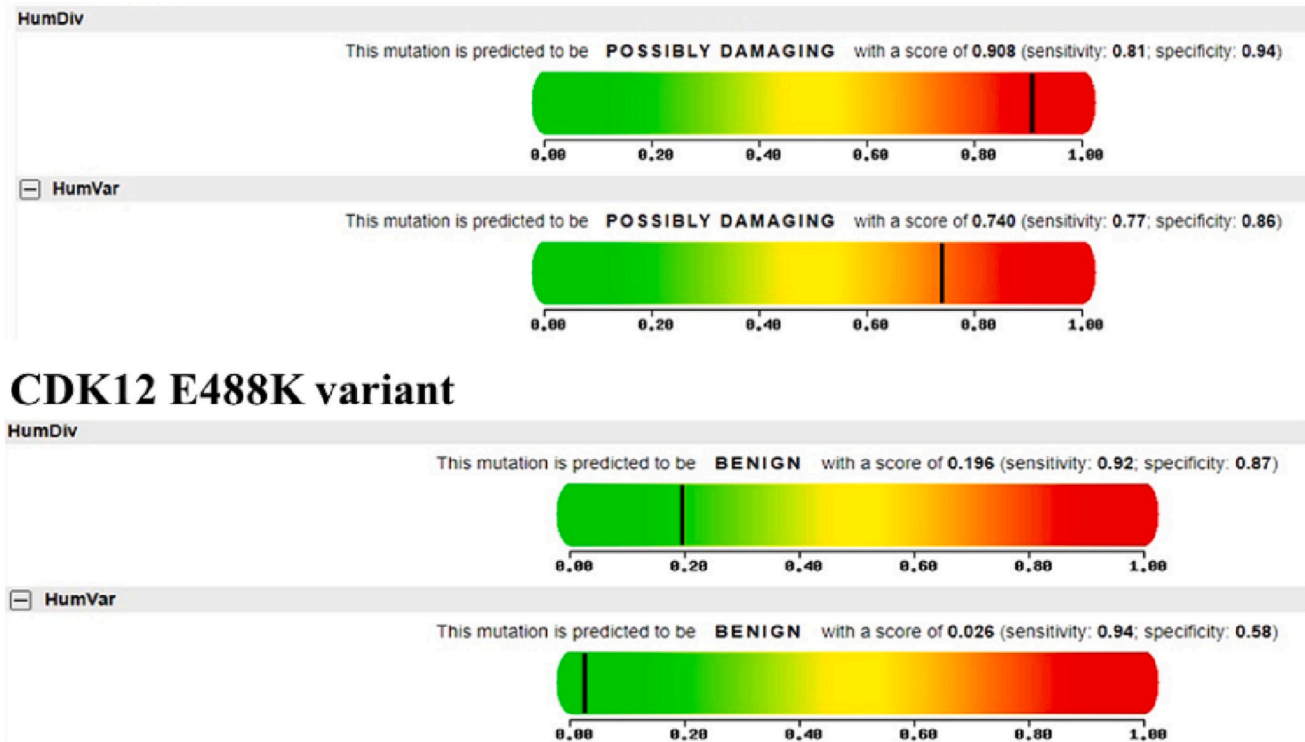 HumDiv
This mutation is predicted to be POSSIBLY DAMAGING with a score of 0.908 (sensitivity: 0.81; specificity: 0.94)
0.00 0.20 0.40 0.60 0.80 1.00
HumVar
This mutation is predicted to be POSSIBLY DAMAGING with a score of 0.740 (sensitivity: 0.77; specificity: 0.86)
0.00 0.20 0.40 0.60 0.80 1.00
CDK12 E488K variant
HumDiv
This mutation is predicted to be BENIGN with a score of 0.196 (sensitivity: 0.92; specificity: 0.87)
0.00 0.20 0.40 0.60 0.80 1.00
HumVar
This mutation is predicted to be BENIGN with a score of 0.026 (sensitivity: 0.94; specificity: 0.58)
0.00 0.20 0.40 0.60 0.80 1.00